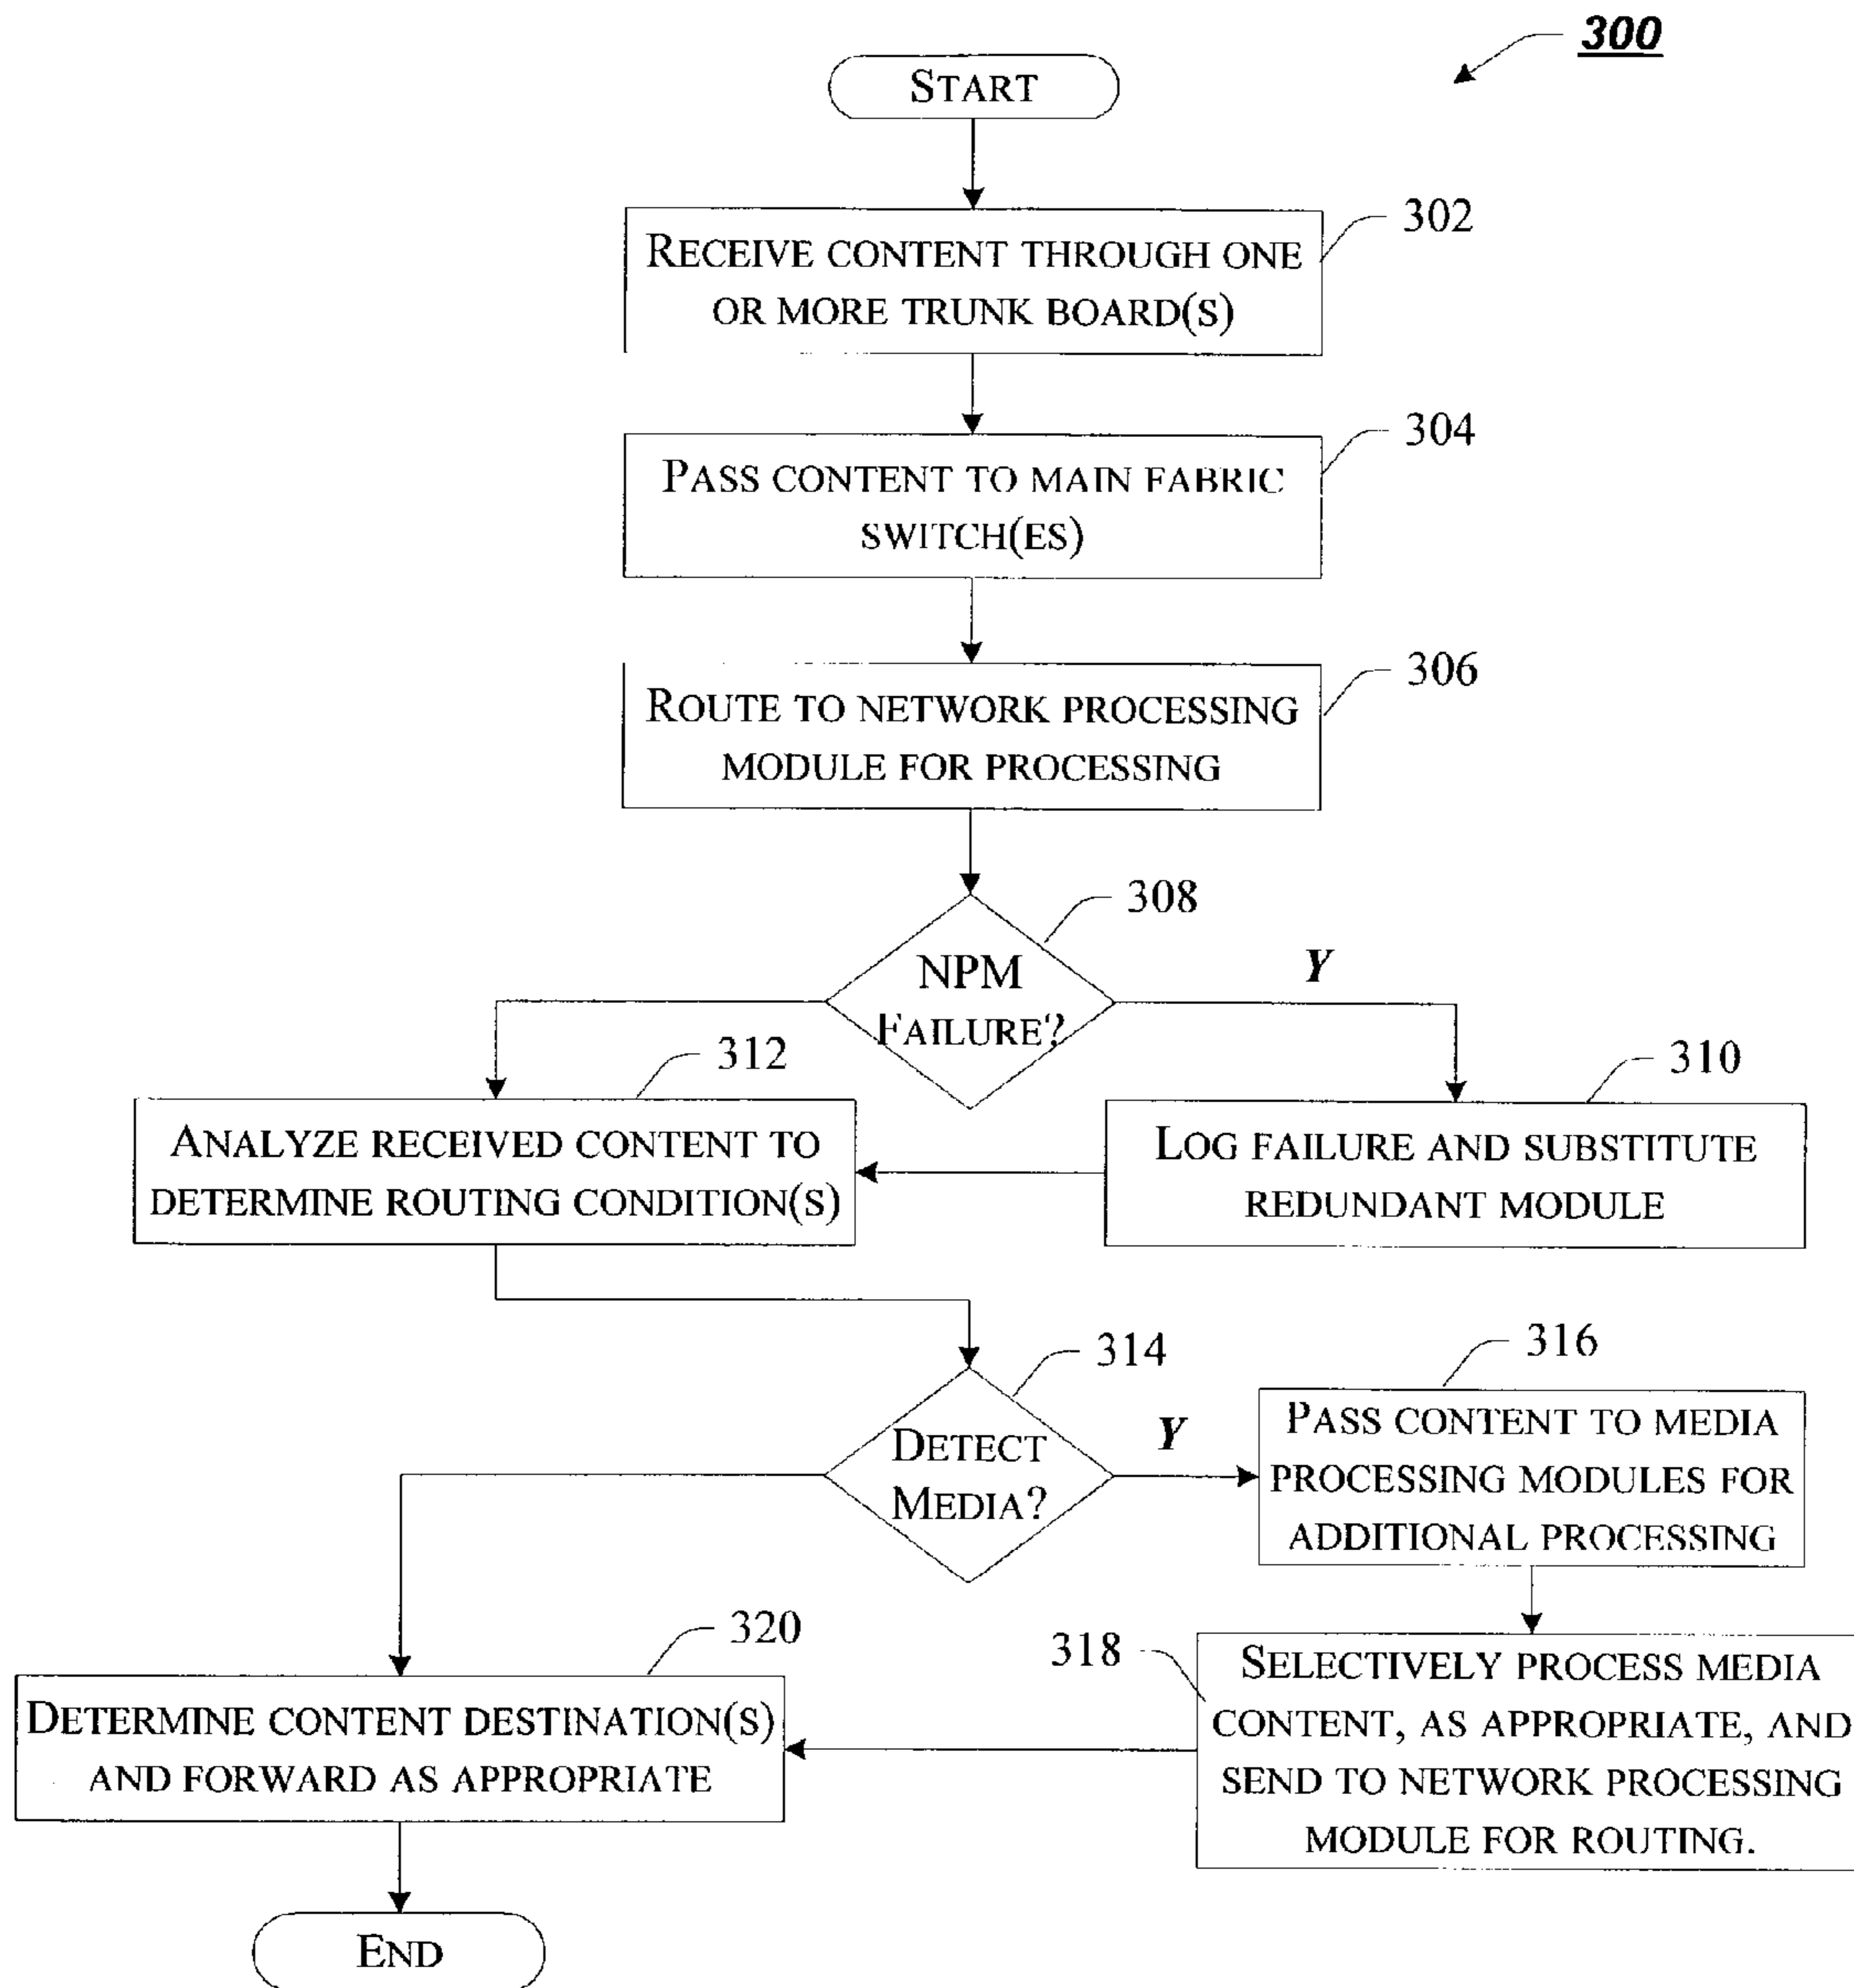 300
START
302
RECEIVE CONTENT THROUGH ONE
OR MORE TRUNK BOARD(S)
304
PASS CONTENT TO MAIN FABRIC
SWITCH(ES)
306
ROUTE TO NETWORK PROCESSING
MODULE FOR PROCESSING
308
NPM
FAILURE?
Y
312
ANALYZE RECEIVED CONTENT TO
DETERMINE ROUTING CONDITION(S)
310
LOG FAILURE AND SUBSTITUTE
REDUNDANT MODULE
314
DETECT
MEDIA?
Y
316
PASS CONTENT TO MEDIA
PROCESSING MODULES FOR
ADDITIONAL PROCESSING
318
SELECTIVELY PROCESS MEDIA
CONTENT, AS APPROPRIATE, AND
SEND TO NETWORK PROCESSING
MODULE FOR ROUTING.
320
DETERMINE CONTENT DESTINATION(S)
AND FORWARD AS APPROPRIATE
END